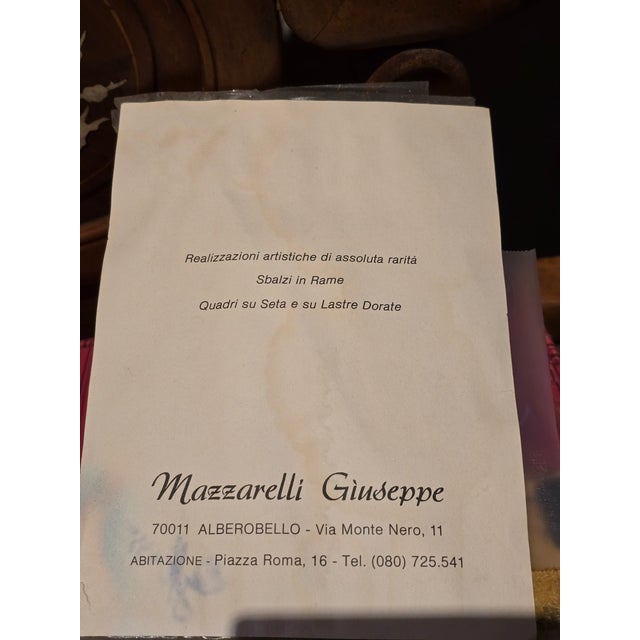 Realizzazioni artistiche di assoluta raritá
Sbalzi in Rame
Quadri su Seta e su Lastre Dorate
Mazzarelli Giuseppe
70011 ALBEROBELLO - Via Monte Nero, 11
ABITAZIONE - Piazza Roma, 16 - Tel. (080) 725.541